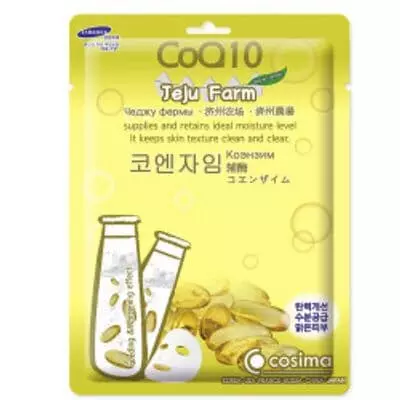 CoQ10
Jeju Farm
Чеджу фермы · 济州农场 · 濟州農場
supplies and retains ideal moisture level
It keeps skin texture clean and clear.
코엔자임
Коэнзим
辅酶
コエンザイム
탄력개선
수분공급
맑은피부
cosima